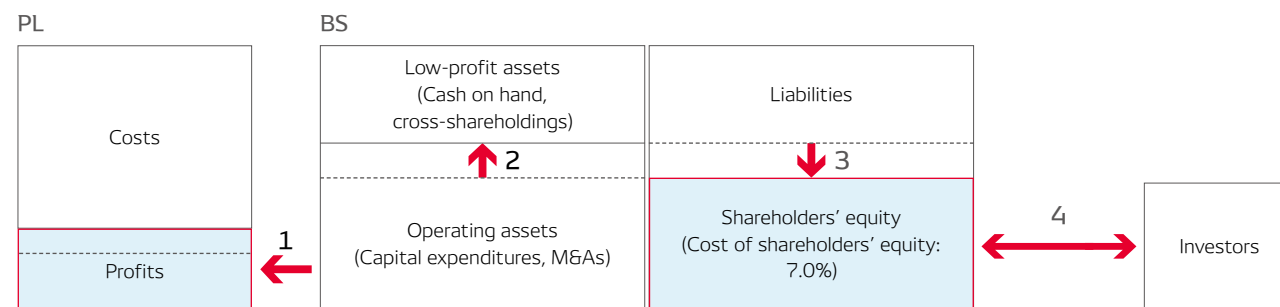 PL
BS
Costs
Low-profit assets
(Cash on hand,
cross-shareholdings)
Liabilities
2
3
1
Profits
Operating assets
(Capital expenditures, M&As)
Shareholders’ equity
(Cost of shareholders’ equity:
7.0%)
4
Investors